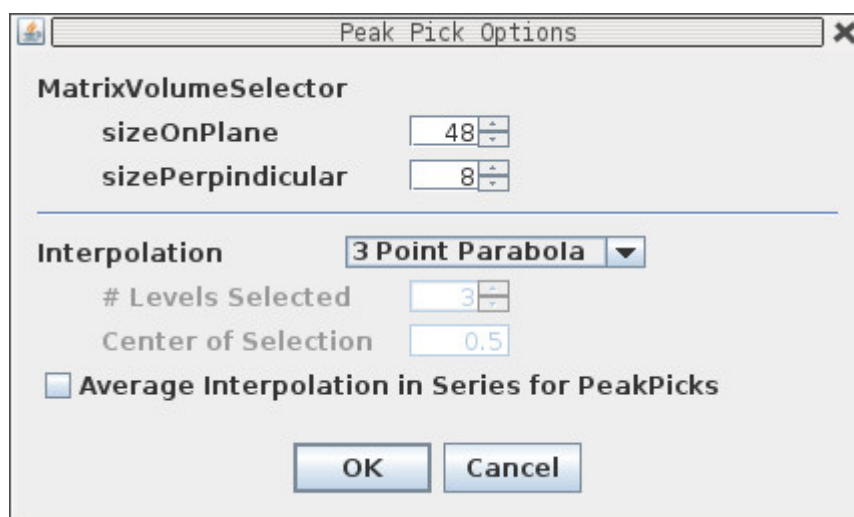 Peak Pick Options
MatrixVolumeSelector
sizeOnPlane 48
sizePerpindicular 8
Interpolation 3 Point Parabola
# Levels Selected 3
Center of Selection 0.5
Average Interpolation in Series for PeakPicks
OK Cancel